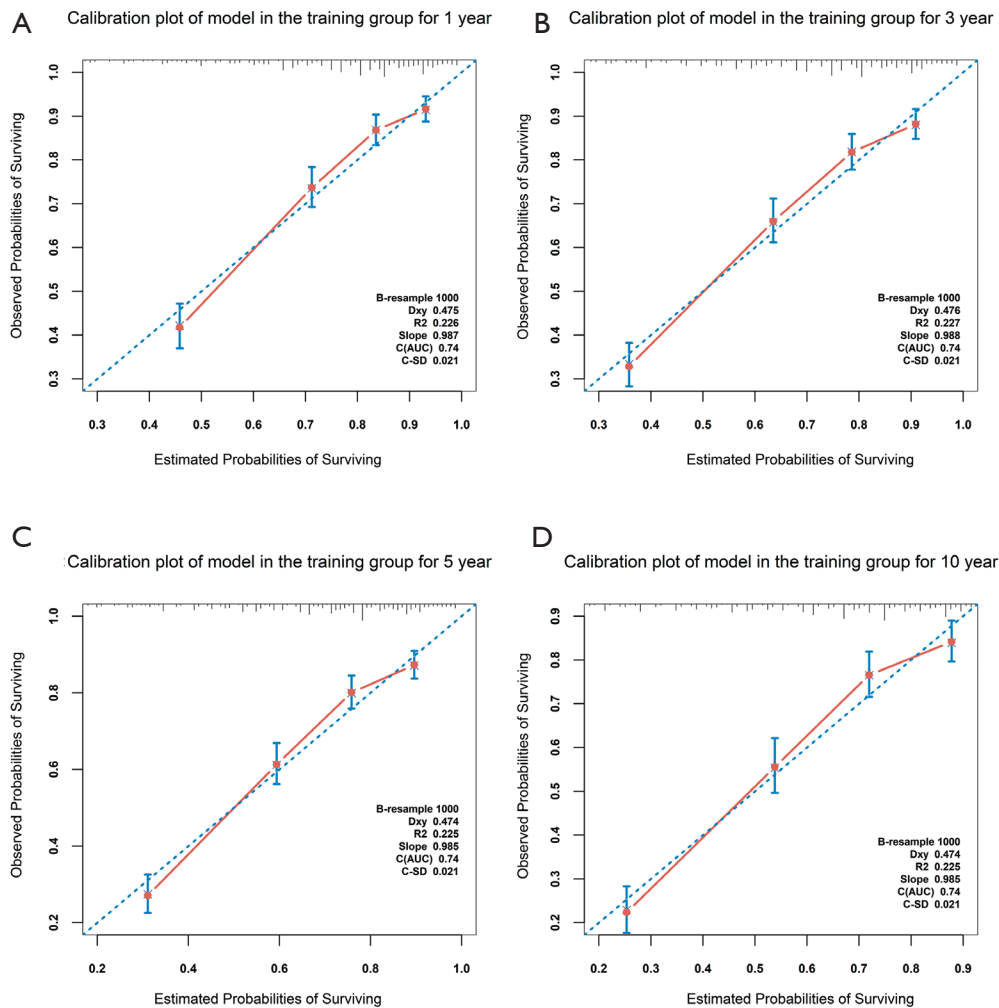 A
Calibration plot of model in the training group for 1 year
Observed Probabilities of Surviving
1.0
0.9
0.8
0.7
0.6
0.5
0.4
0.3
B-resample 1000
Dxy 0.475
R2 0.226
Slope 0.987
C(AUC) 0.74
C-SD 0.021
0.3 0.4 0.5 0.6 0.7 0.8 0.9 1.0
Estimated Probabilities of Surviving
B
Calibration plot of model in the training group for 3 year
Observed Probabilities of Surviving
1.0
0.9
0.8
0.7
0.6
0.5
0.4
0.3
B-resample 1000
Dxy 0.476
R2 0.227
Slope 0.988
C(AUC) 0.74
C-SD 0.021
0.3 0.4 0.5 0.6 0.7 0.8 0.9 1.0
Estimated Probabilities of Surviving
C
Calibration plot of model in the training group for 5 year
Observed Probabilities of Surviving
1.0
0.8
0.6
0.4
0.2
B-resample 1000
Dxy 0.474
R2 0.225
Slope 0.985
C(AUC) 0.74
C-SD 0.021
0.2 0.4 0.6 0.8 1.0
Estimated Probabilities of Surviving
D
Calibration plot of model in the training group for 10 year
Observed Probabilities of Surviving
0.9
0.8
0.7
0.6
0.5
0.4
0.3
0.2
B-resample 1000
Dxy 0.474
R2 0.225
Slope 0.985
C(AUC) 0.74
C-SD 0.021
0.2 0.3 0.4 0.5 0.6 0.7 0.8 0.9
Estimated Probabilities of Surviving